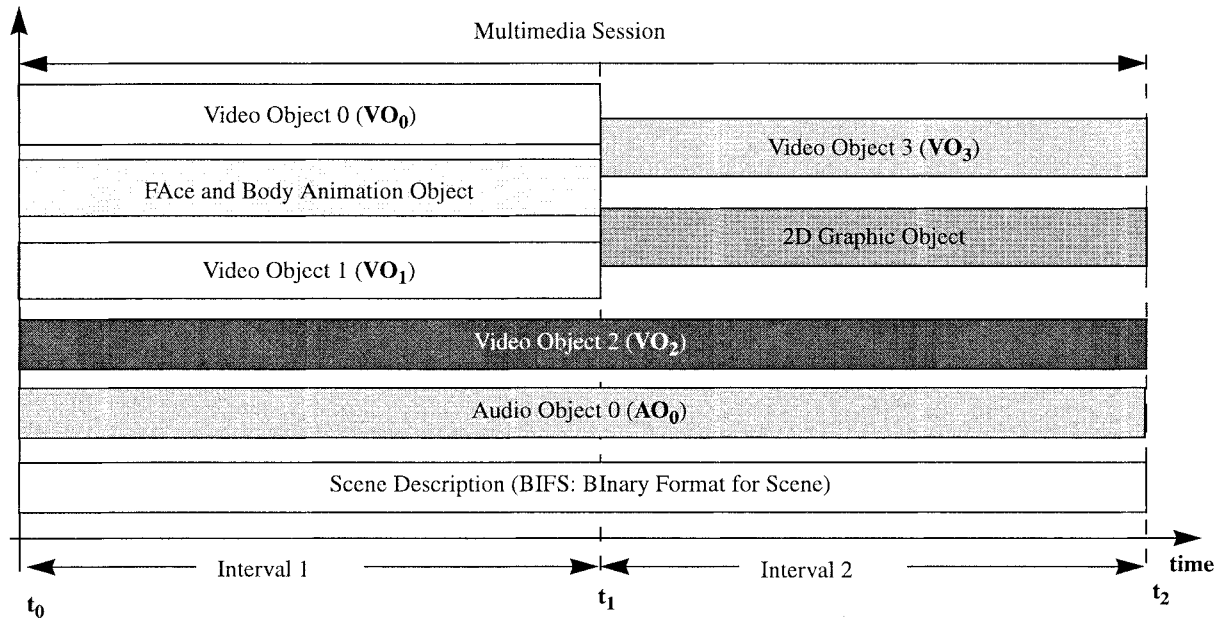 Multimedia Session
Video Object 0 (VO0)
Video Object 3 (VO3)
FAce and Body Animation Object
2D Graphic Object
Video Object 1 (VO1)
Video Object 2 (VO2)
Audio Object 0 (AO0)
Scene Description (BIFS: BInary Format for Scene)
Interval 1
Interval 2
time
t0
t1
t2